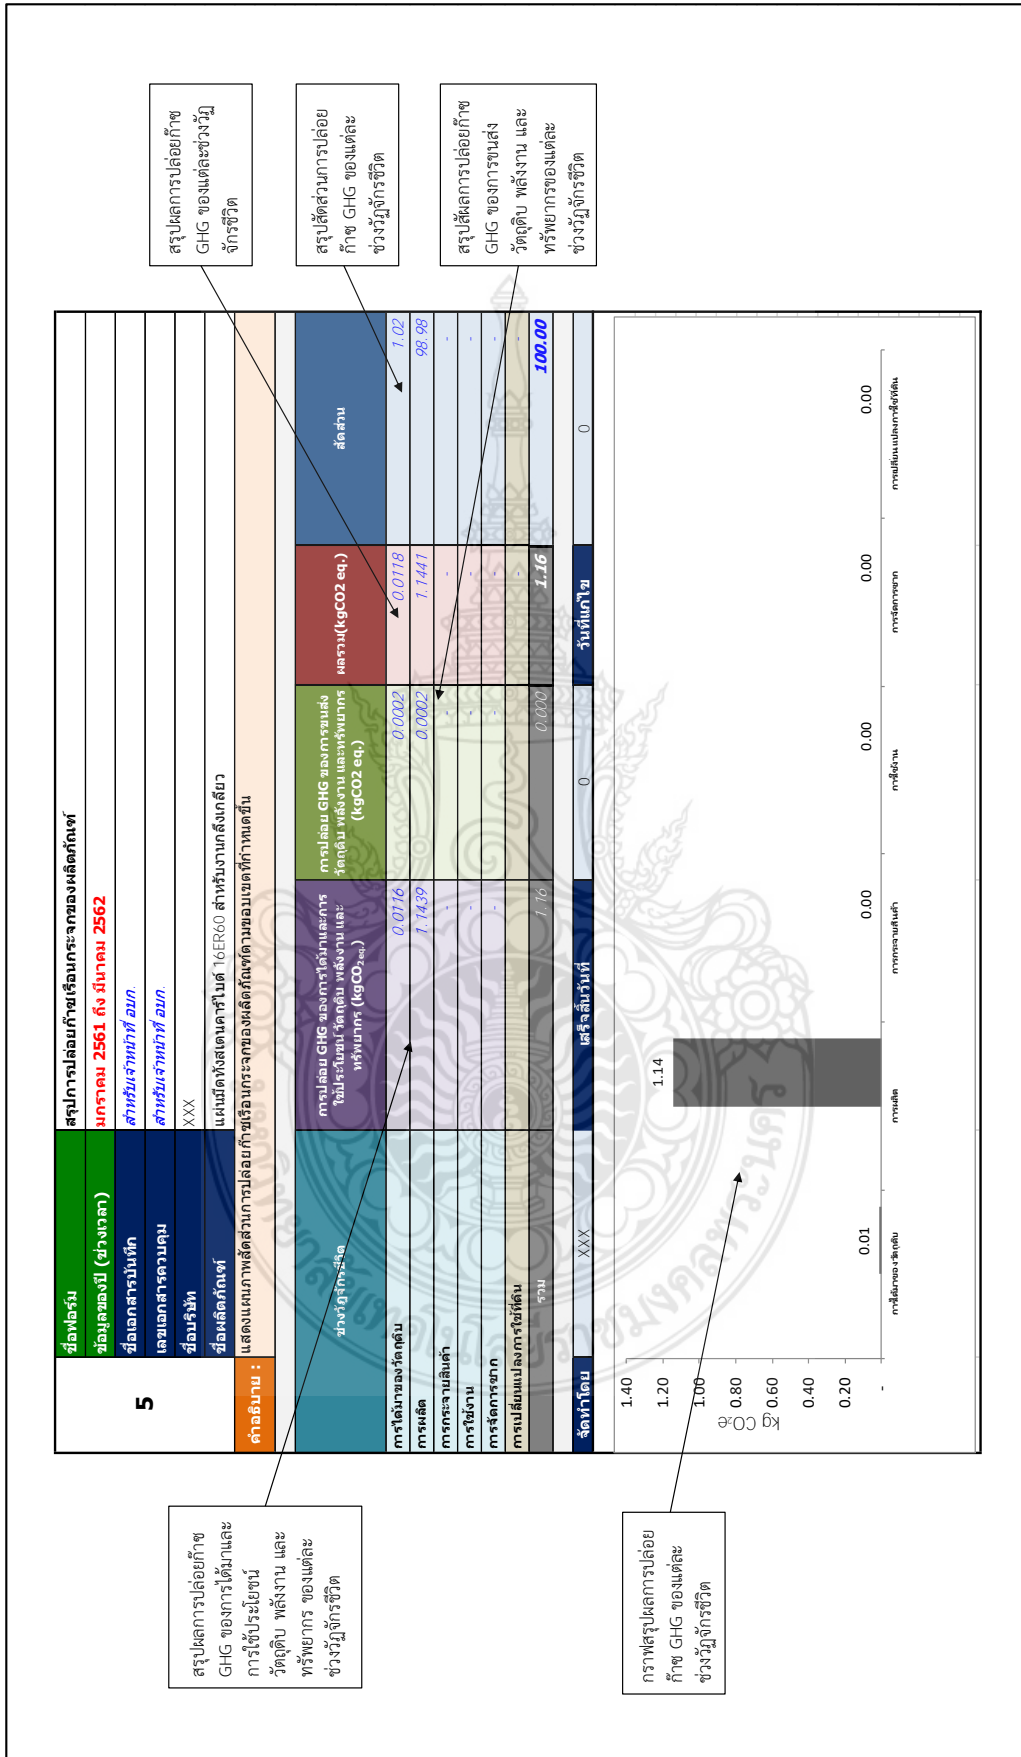 5
ชื่อฟอร์ม
สรุปการปล่อยก๊าซเรือนกระจกของผลิตภัณฑ์
ข้อมูลของปี (ช่วงเวลา)
มกราคม 2561 ถึง มีนาคม 2562
ชื่อเอกสารบันทึก
สำหรับเจ้าหน้าที่ อบก.
เลขเอกสารควบคุม
สำหรับเจ้าหน้าที่ อบก.
ชื่อบริษัท
XXX
ชื่อผลิตภัณฑ์
แผ่นมีดทังสเตนคาร์ไบด์ 16ER60 สำหรับงานกลึงเกลียว
คำอธิบาย :
แสดงแผนภาพสัดส่วนการปล่อยก๊าซเรือนกระจกของผลิตภัณฑ์ตามขอบเขตที่กำหนดขึ้น
ช่วงวัฏจักรชีวิต
การปล่อย GHG ของการได้มาและการ
ใช้ประโยชน์วัตถุดิบ พลังงาน และ
ทรัพยากร (kgCO2eq.)
การปล่อย GHG ของการขนส่ง
วัตถุดิบ พลังงาน และทรัพยากร
(kgCO2 eq.)
ผลรวม(kgCO2 eq.)
สัดส่วน
การได้มาของวัตถุดิบ 0.0116 0.0002 0.0118 1.02
การผลิต 1.1439 0.0002 1.1441 98.98
การกระจายสินค้า - - - -
การใช้งาน - - - -
การจัดการซาก - - - -
การเปลี่ยนแปลงการใช้ที่ดิน - -
รวม 1.16 0.000 1.16 100.00
จัดทำโดย XXX เสร็จสิ้นวันที่ 0 วันที่แก้ไข 0
kg CO₂e
1.40
1.20
1.00
0.80
0.60
0.40
0.20
-
0.01
1.14
0.00
0.00
0.00
0.00
การได้มาของวัตถุดิบ
การผลิต
การกระจายสินค้า
การใช้งาน
การจัดการซาก
การเปลี่ยนแปลงการใช้ที่ดิน
สรุปผลการปล่อยก๊าซ
GHG ของการได้มาและ
การใช้ประโยชน์
วัตถุดิบ พลังงาน และ
ทรัพยากร ของแต่ละ
ช่วงวัฏจักรชีวิต
กราฟสรุปผลการปล่อย
ก๊าซ GHG ของแต่ละ
ช่วงวัฏจักรชีวิต
สรุปผลการปล่อยก๊าซ
GHG ของแต่ละช่วงวัฏ
จักรชีวิต
สรุปสัดส่วนการปล่อย
ก๊าซ GHG ของแต่ละ
ช่วงวัฏจักรชีวิต
สรุปสัผลการปล่อยก๊าซ
GHG ของการขนส่ง
วัตถุดิบ พลังงาน และ
ทรัพยากรของแต่ละ
ช่วงวัฏจักรชีวิต
มหาวิทยาลัยเทคโนโลยีราชมงคลพระนคร